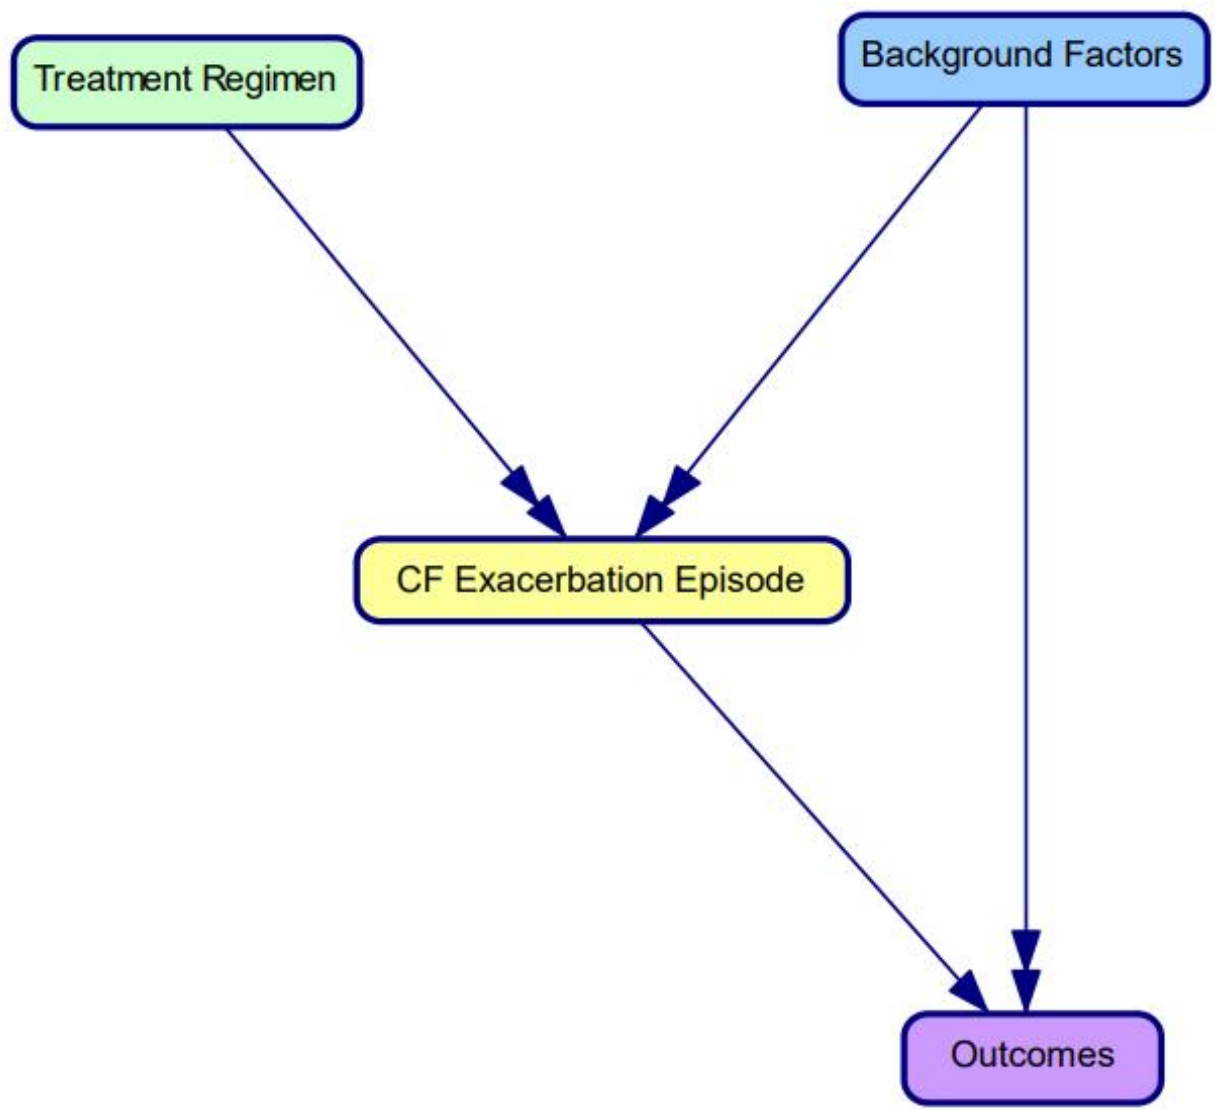 Treatment Regimen
Background Factors
CF Exacerbation Episode
Outcomes